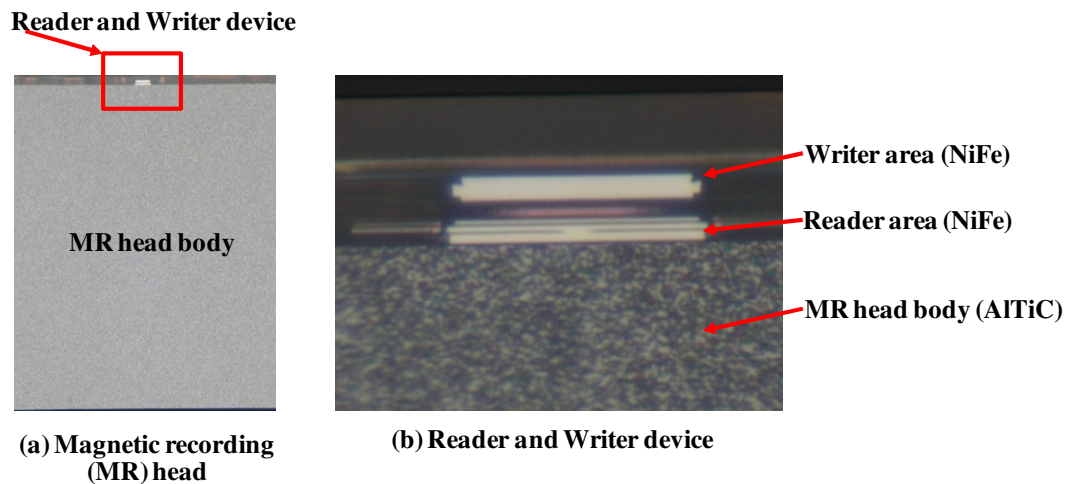 Reader and Writer device
MR head body
Writer area (NiFe)
Reader area (NiFe)
MR head body (AlTiC)
(a) Magnetic recording
(MR) head
(b) Reader and Writer device